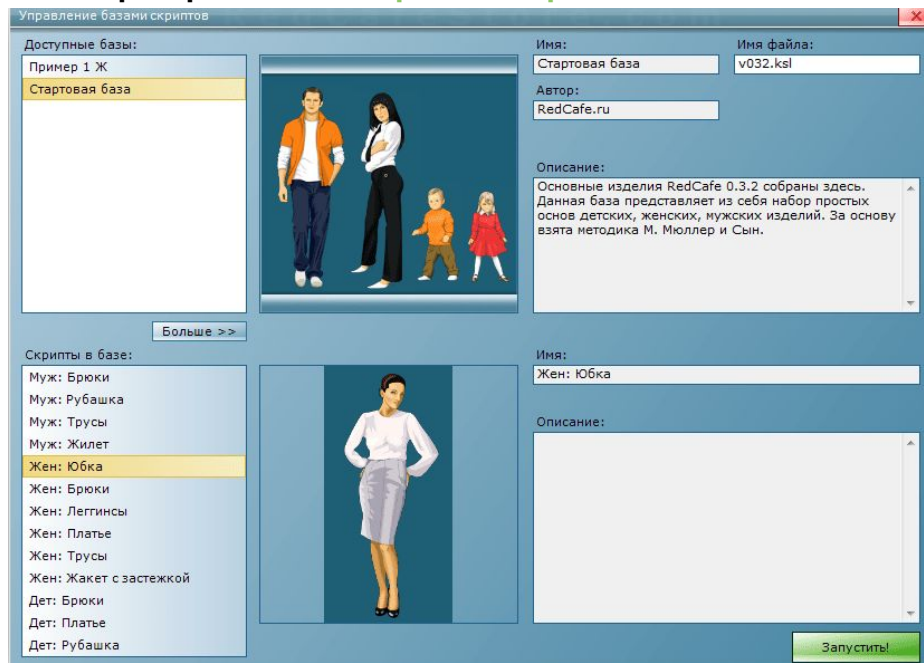 Управление базами скриптов
Доступные базы:
Пример 1 Ж
Стартовая база
Больше >>
Имя:
Стартовая база
Имя файла:
v032.ksl
Автор:
RedCafe.ru
Описание:
Основные изделия RedCafe 0.3.2 собраны здесь.
Данная база представляет из себя набор простых
основ детских, женских, мужских изделий. За основу
взята методика М. Мюллер и Сын.
Скрипты в базе:
Муж: Брюки
Муж: Рубашка
Муж: Трусы
Муж: Жилет
Жен: Юбка
Жен: Брюки
Жен: Леггинсы
Жен: Платье
Жен: Трусы
Жен: Жакет с застежкой
Дет: Брюки
Дет: Платье
Дет: Рубашка
Имя:
Жен: Юбка
Описание:
Запустить!